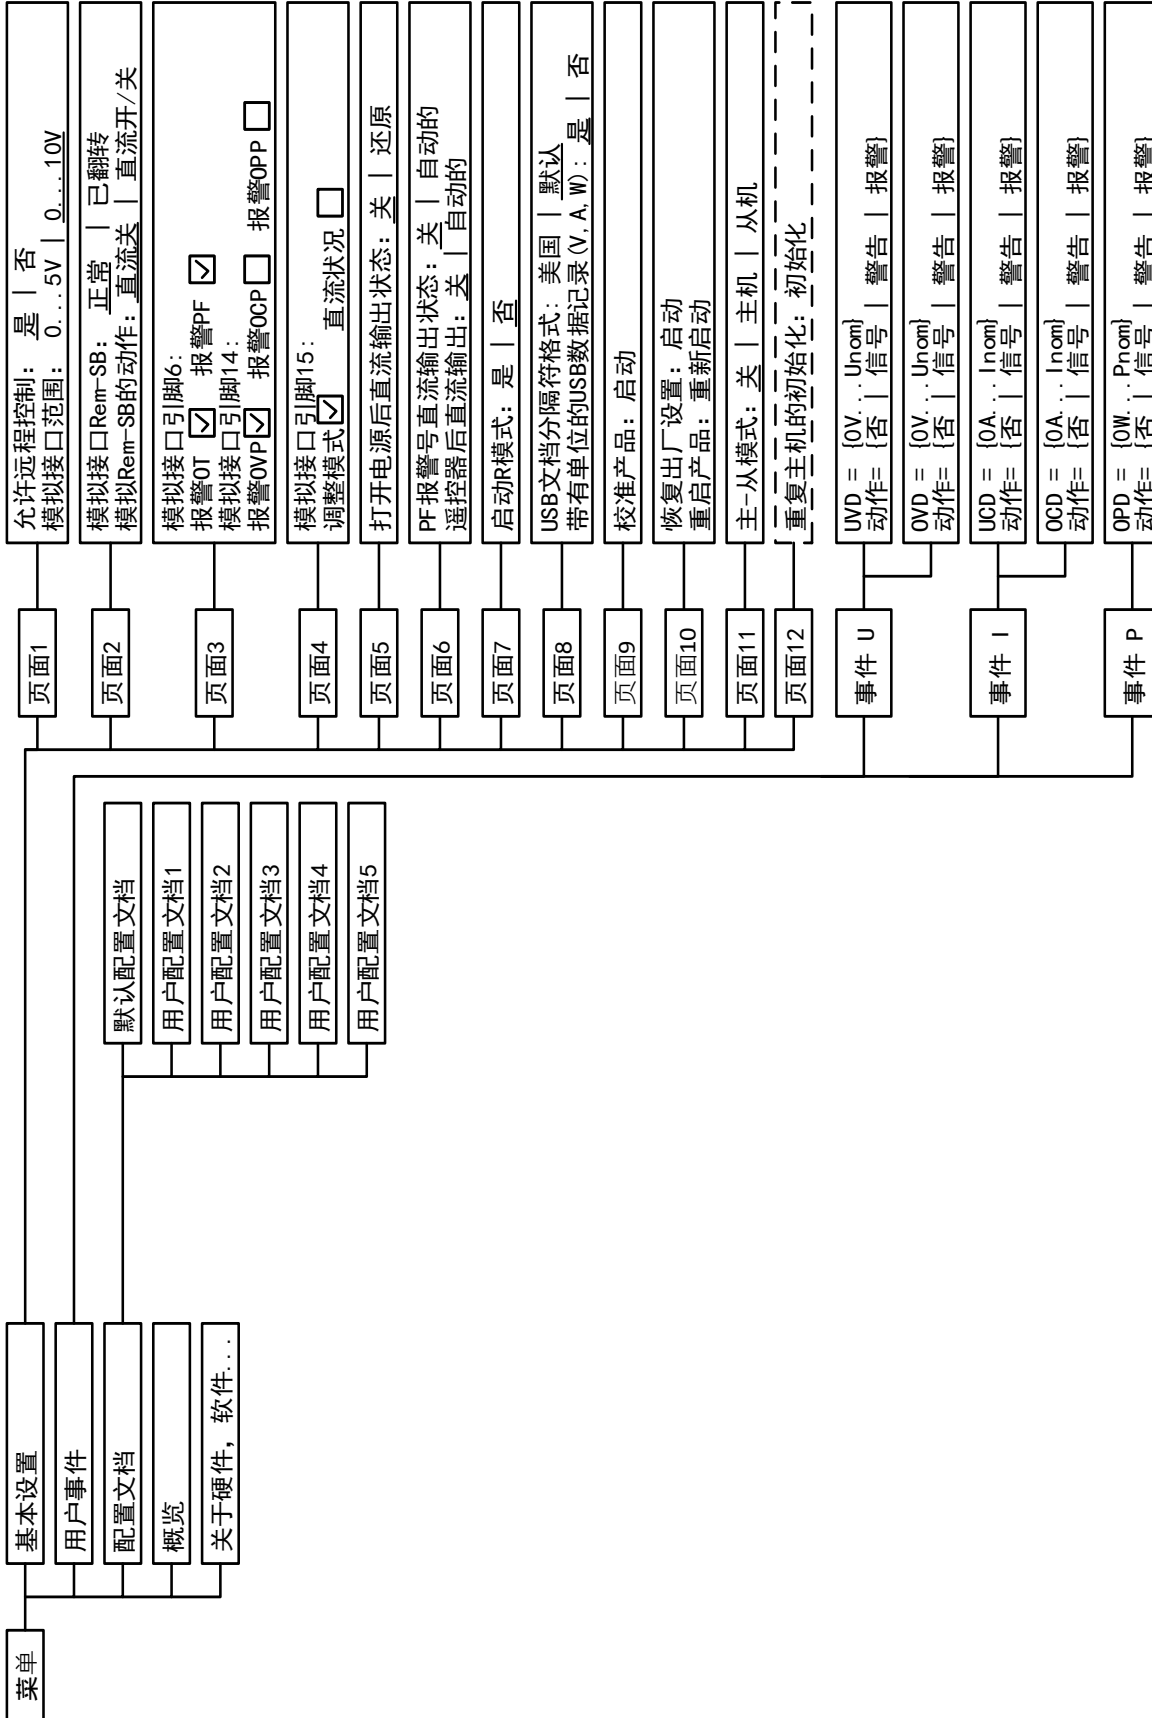 菜单
基本设置
用户事件
配置文档
概览
关于硬件, 软件...
默认配置文档
用户配置文档1
用户配置文档2
用户配置文档3
用户配置文档4
用户配置文档5
页面1
允许远程控制: 是 | 否
模拟接口范围: 0...5V | 0...10V
页面2
模拟接口Rem-SB: 正常 | 已翻转
模拟Rem-SB的动作: 直流关 | 直流开/关
页面3
模拟接口引脚6:
报警OT ☑ 报警PF ☑
模拟接口引脚14:
报警OVP ☑ 报警OCP ☐ 报警OPP ☐
页面4
模拟接口引脚15:
调整模式 ☑ 直流状况 ☐
页面5
打开电源后直流输出状态: 关 | 还原
页面6
PF报警号直流输出状态: 关 | 自动的
遥控器后直流输出: 关 | 自动的
页面7
启动R模式: 是 | 否
页面8
USB文档分隔符格式: 美国 | 默认
带有单位的USB数据记录(V,A,W): 是 | 否
页面9
校准产品: 启动
页面10
恢复出厂设置: 启动
重启产品: 重新启动
页面11
主-从模式: 关 | 主机 | 从机
页面12
重复主机的初始化: 初始化
事件 U
UVD = {0V...Unom}
动作= {否 | 信号 | 警告 | 报警}
OVD = {0V...Unom}
动作= {否 | 信号 | 警告 | 报警}
事件 I
UCD = {0A...Inom}
动作= {否 | 信号 | 警告 | 报警}
OCD = {0A...Inom}
动作= {否 | 信号 | 警告 | 报警}
事件 P
OPD = {0W...Pnom}
动作= {否 | 信号 | 警告 | 报警}